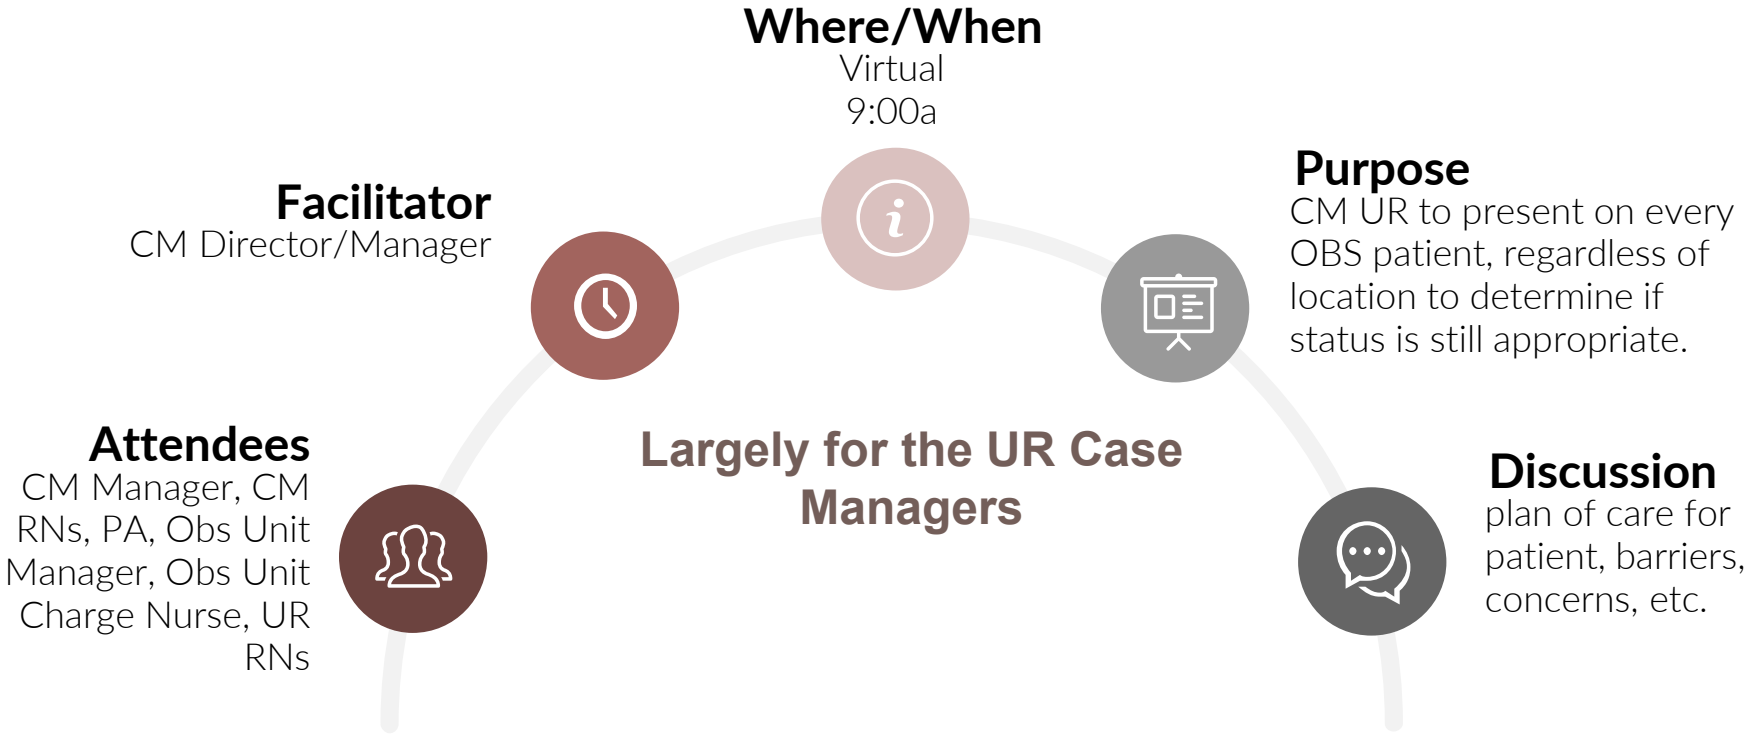 Where/When
Virtual
9:00a
Facilitator
CM Director/Manager
Purpose
CM UR to present on every
OBS patient, regardless of
location to determine if
status is still appropriate.
Attendees
CM Manager, CM
RNs, PA, Obs Unit
Manager, Obs Unit
Charge Nurse, UR
RNs
Largely for the UR Case
Managers
Discussion
plan of care for
patient, barriers,
concerns, etc.